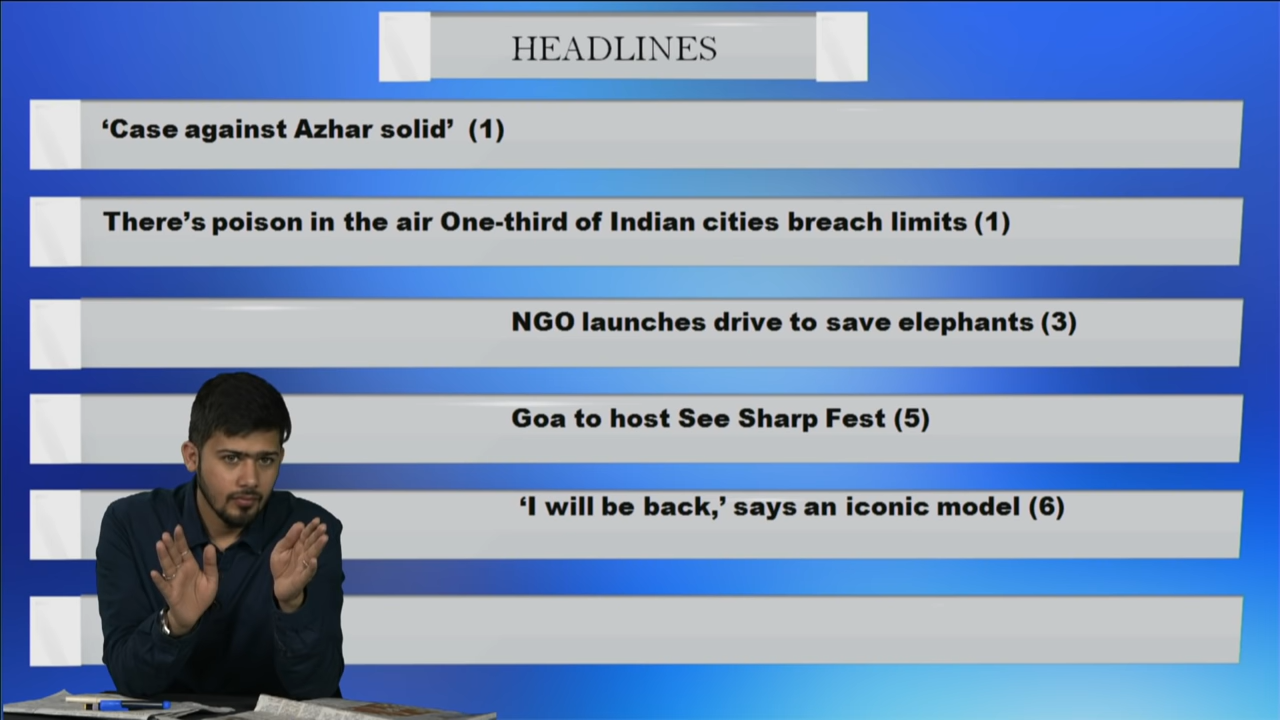 HEADLINES
‘Case against Azhar solid’ (1)
There’s poison in the air One-third of Indian cities breach limits (1)
NGO launches drive to save elephants (3)
Goa to host See Sharp Fest (5)
‘I will be back,’ says an iconic model (6)